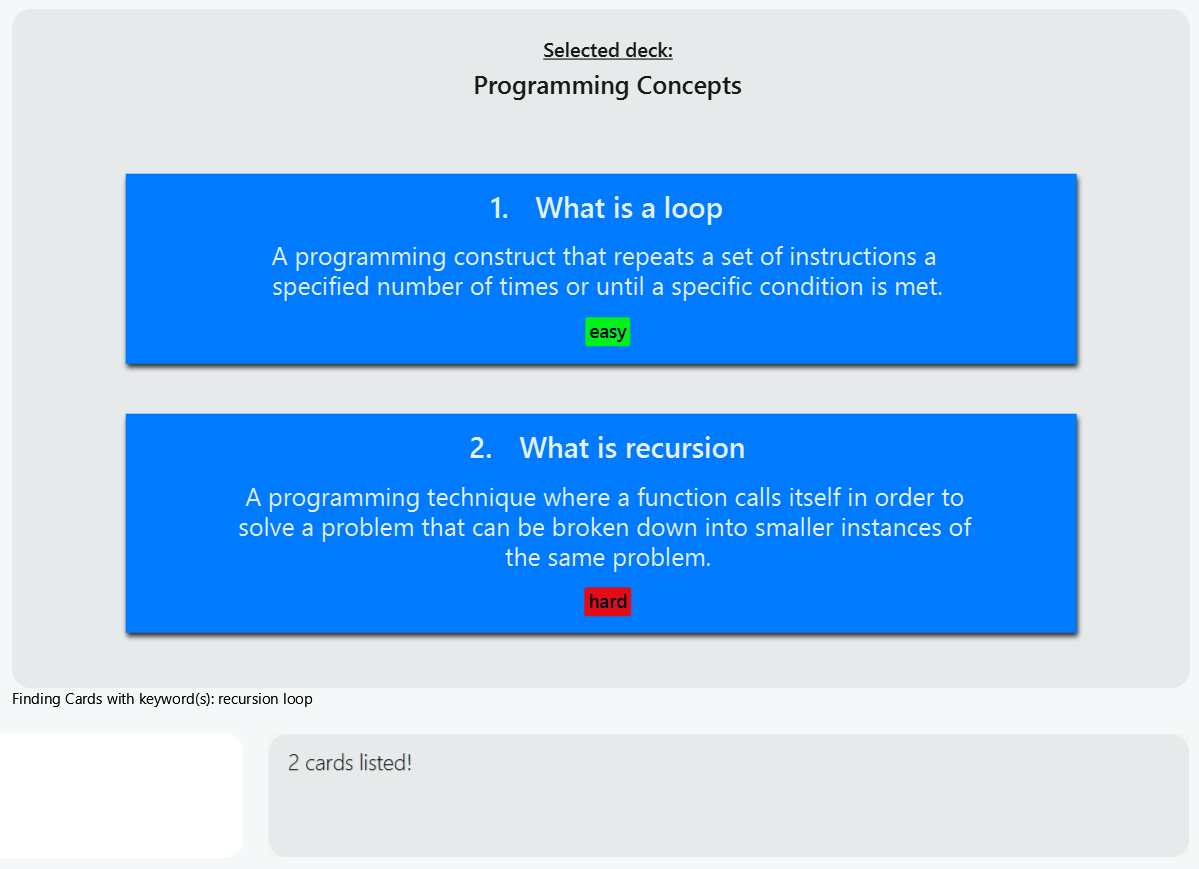 Selected deck:
Programming Concepts
1. What is a loop
A programming construct that repeats a set of instructions a
specified number of times or until a specific condition is met.
easy
2. What is recursion
A programming technique where a function calls itself in order to
solve a problem that can be broken down into smaller instances of
the same problem.
hard
Finding Cards with keyword(s): recursion loop
2 cards listed!